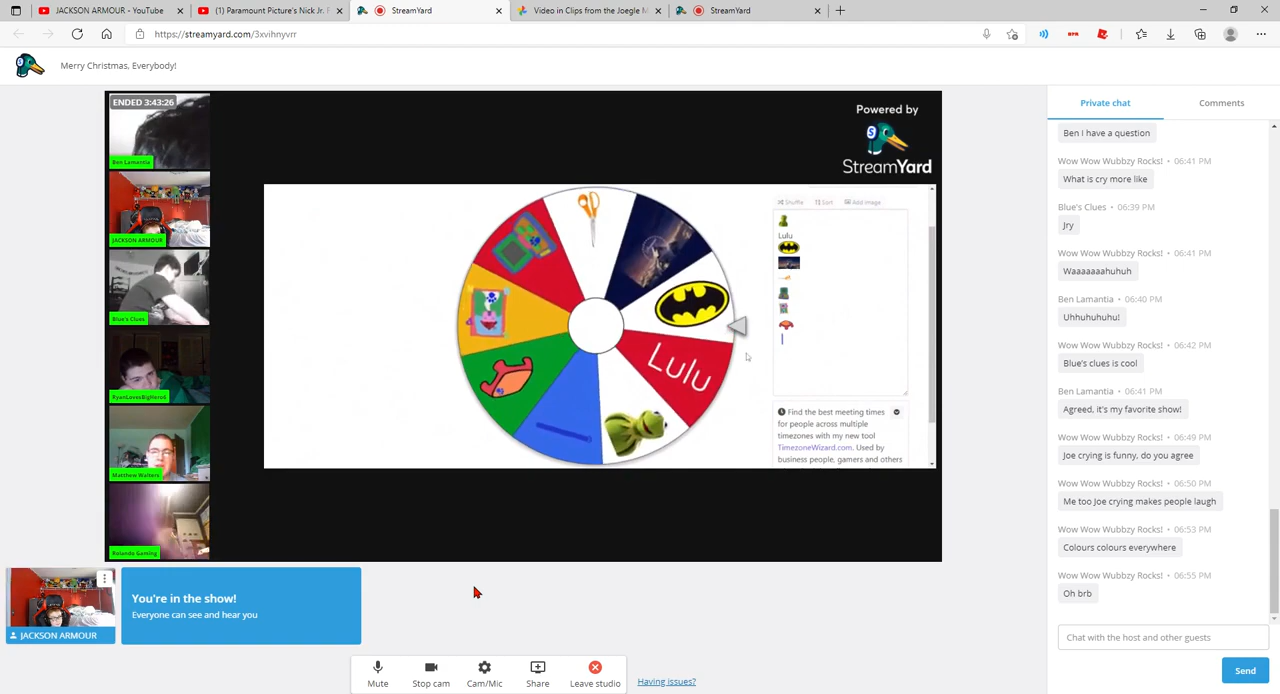 JACKSON ARMOUR - YouTube
(1) Paramount Picture's Nick Jr. F
StreamYard
Video in Clips from the Joegle M
StreamYard
https://streamyard.com/3xvihnyvrr
Merry Christmas, Everybody!
ENDED 3:43:26
Ben Lamantia
JACKSON ARMOUR
Blue's Clues
RyanLovesBigHero6
Matthew Walters
Rolando Gaming
Powered by
StreamYard
Lulu
Shuffle
Sort
Add image
Lulu
Find the best meeting times
for people across multiple
timezones with my new tool
TimezoneWizard.com. Used by
business people, gamers and others
JACKSON ARMOUR
You're in the show!
Everyone can see and hear you
Mute
Stop cam
Cam/Mic
Share
Leave studio
Having issues?
Private chat
Comments
Ben I have a question
Wow Wow Wubbzy Rocks! • 06:41 PM
What is cry more like
Blue's Clues • 06:39 PM
Jry
Wow Wow Wubbzy Rocks! • 06:41 PM
Waaaaaaahuhuh
Ben Lamantia • 06:40 PM
Uhhuhuhuhu!
Wow Wow Wubbzy Rocks! • 06:42 PM
Blue's clues is cool
Ben Lamantia • 06:41 PM
Agreed, it's my favorite show!
Wow Wow Wubbzy Rocks! • 06:49 PM
Joe crying is funny, do you agree
Wow Wow Wubbzy Rocks! • 06:50 PM
Me too Joe crying makes people laugh
Wow Wow Wubbzy Rocks! • 06:53 PM
Colours colours everywhere
Wow Wow Wubbzy Rocks! • 06:55 PM
Oh brb
Chat with the host and other guests
Send